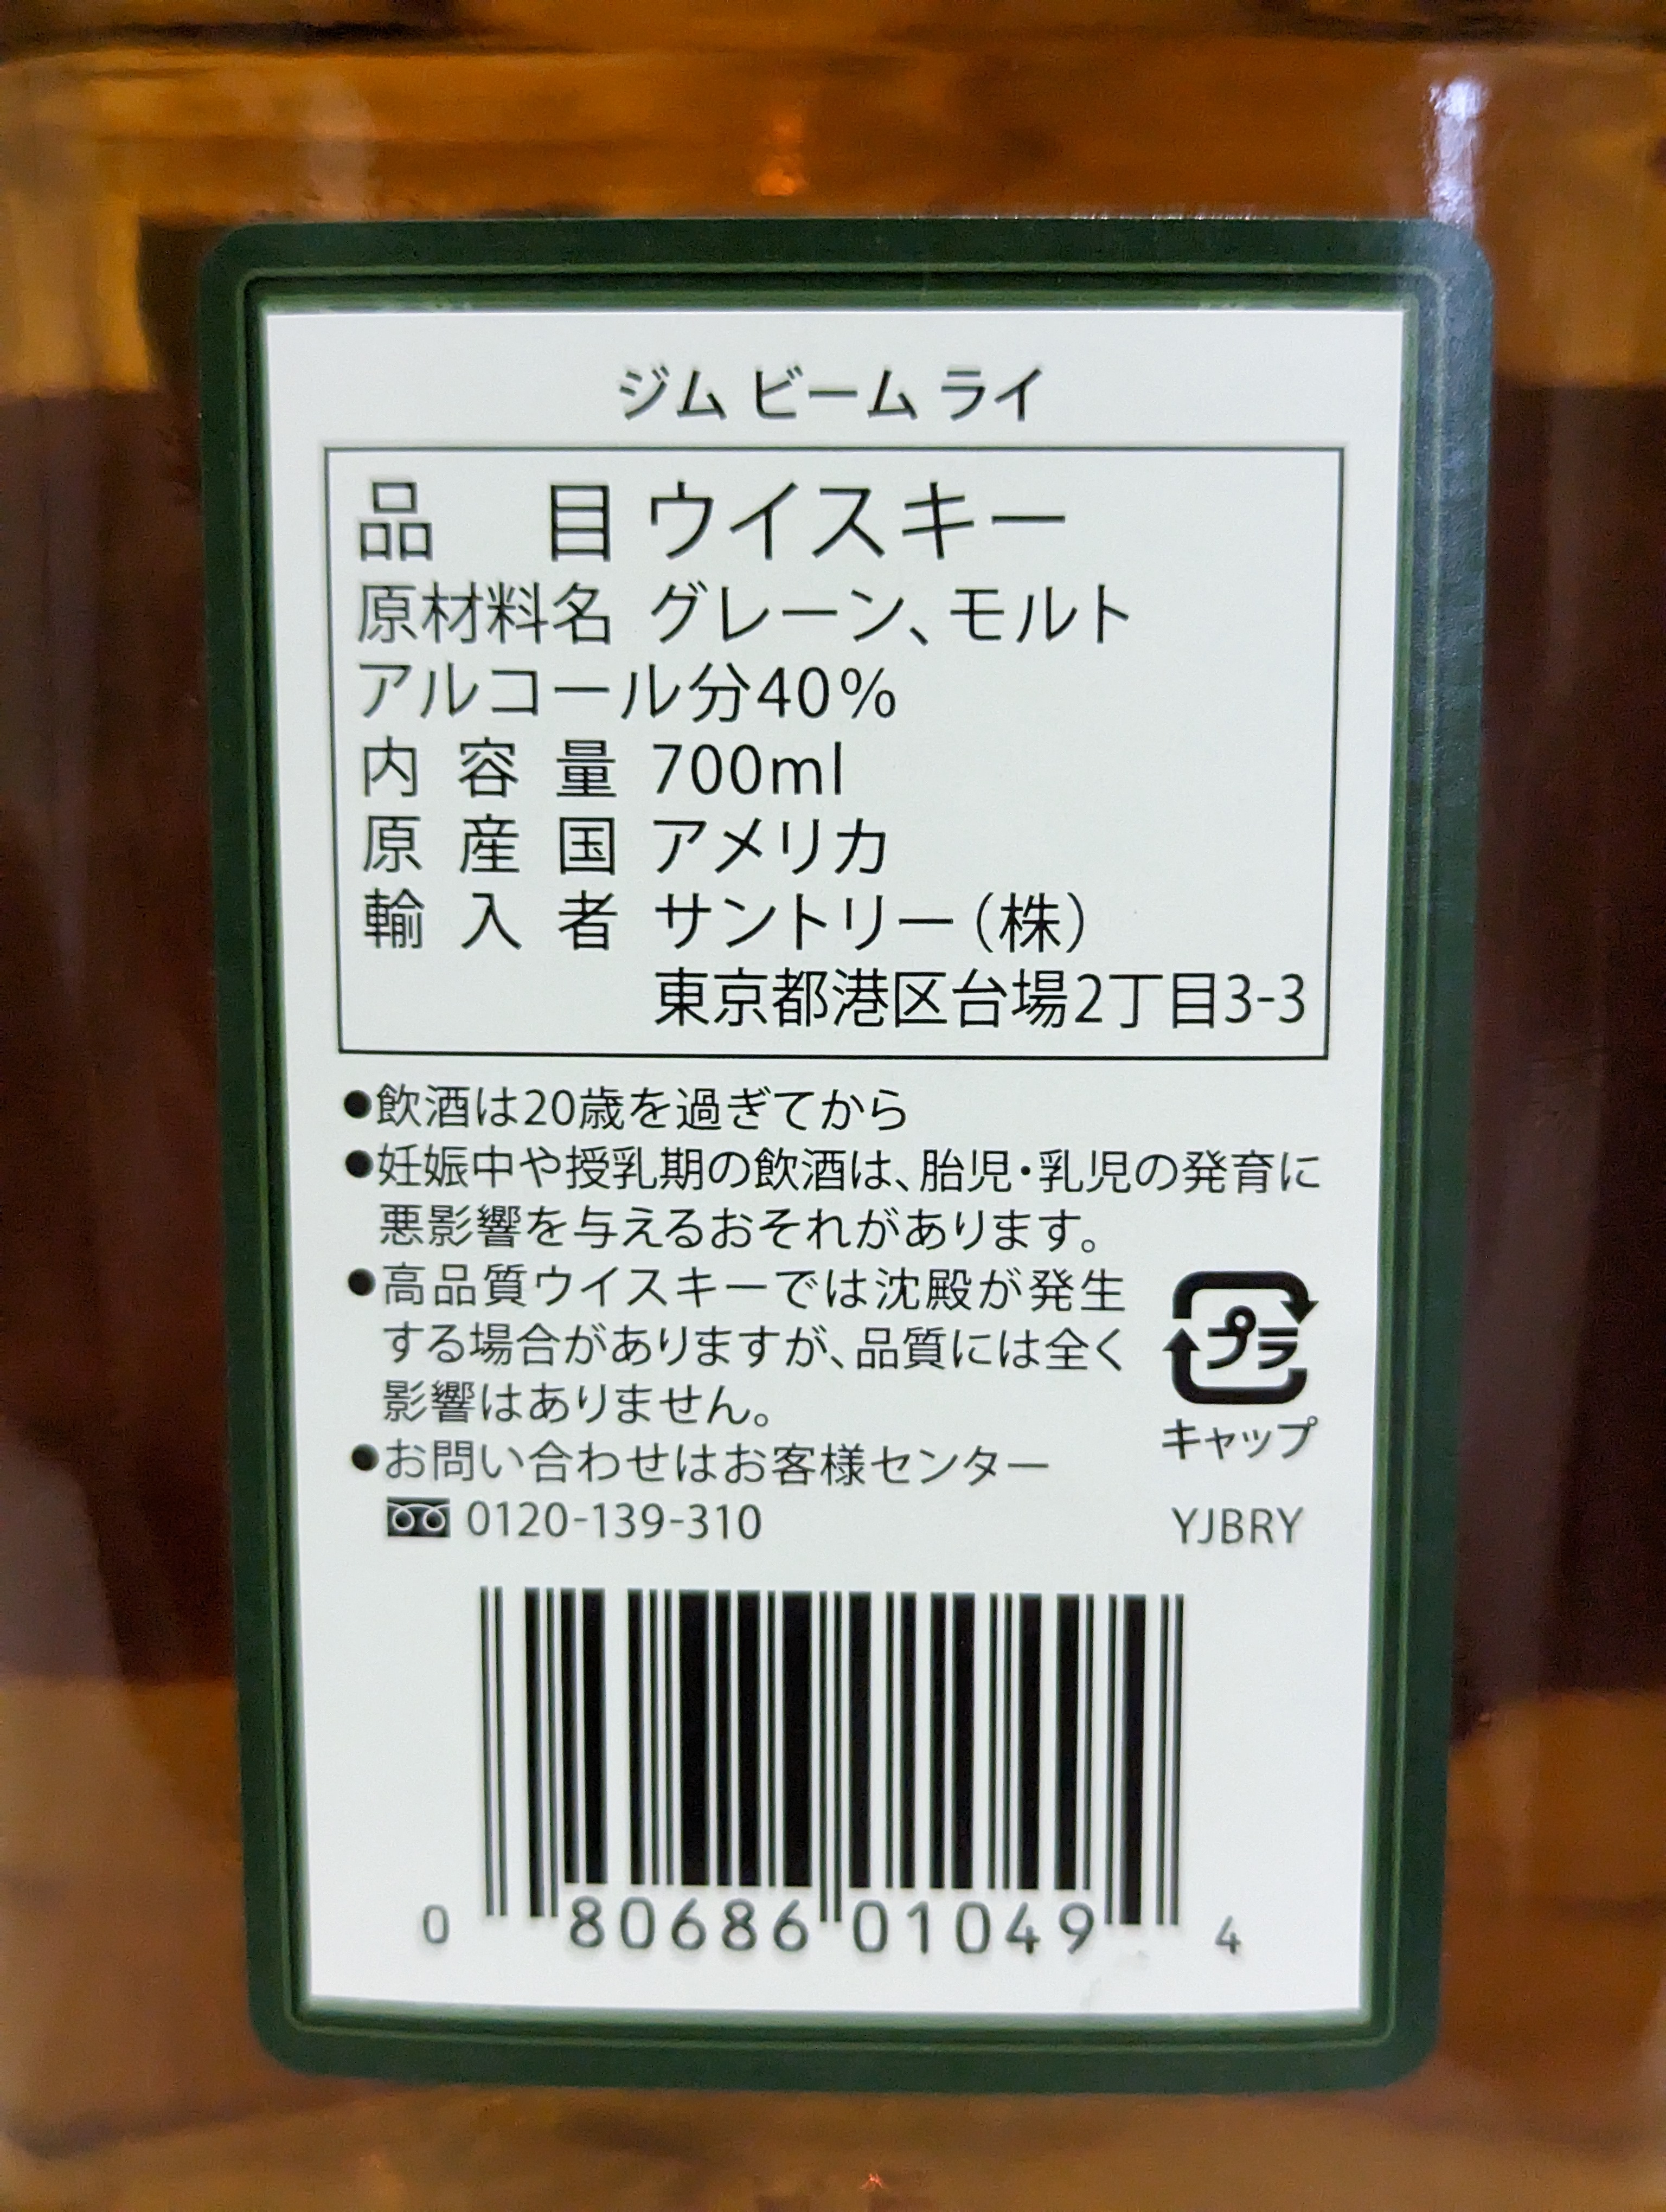 ジム ビーム ライ
品目 ウイスキー
原材料名 グレーン、モルト
アルコール分40%
内容量 700ml
原産国 アメリカ
輸入者 サントリー(株)
東京都港区台場2丁目3-3
●飲酒は20歳を過ぎてから
●妊娠中や授乳期の飲酒は、胎児・乳児の発育に
悪影響を与えるおそれがあります。
●高品質ウイスキーでは沈殿が発生
する場合がありますが、品質には全く
影響はありません。
プラ
キャップ
●お問い合わせはお客様センター
0120-139-310
YJBRY
0 80686 01049 4